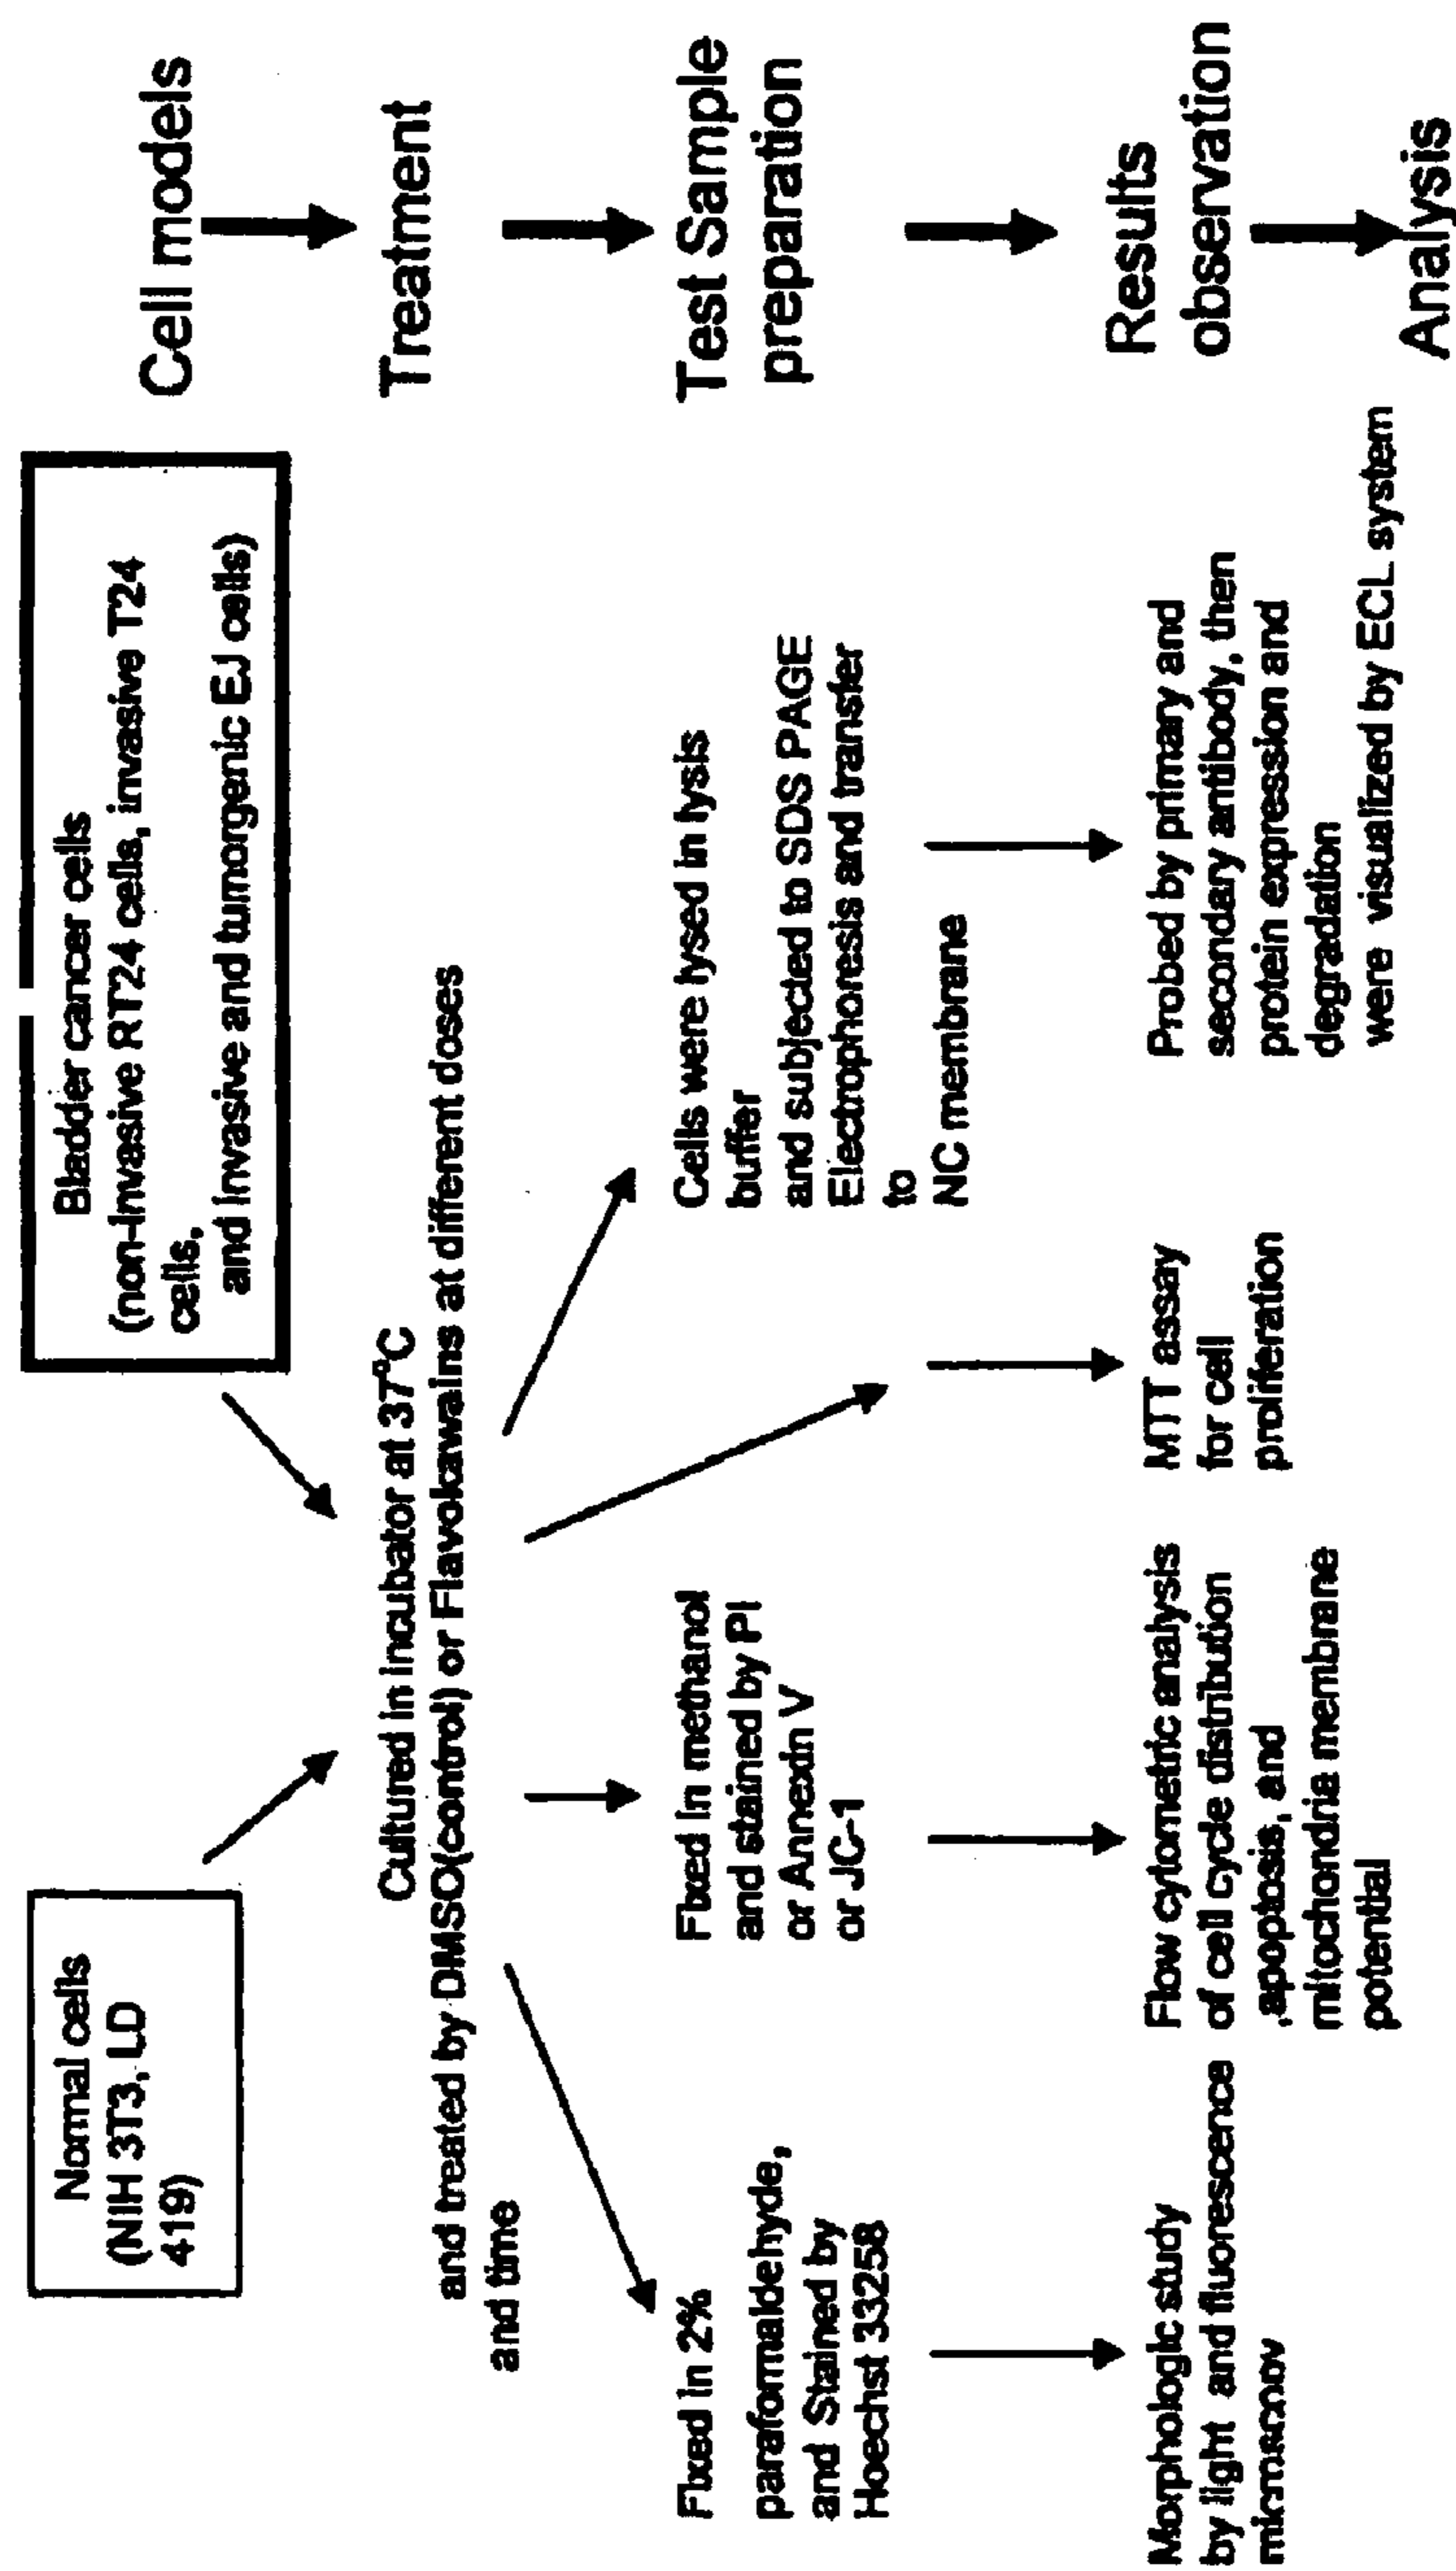 Normal cells
(NIH 3T3, LD
419)
Bladder cancer cells
(non-invasive RT24 cells, invasive T24
cells,
and invasive and tumorgenic EJ cells)
Cell models
Cultured in incubator at 37°C
and treated by DMSO(control) or Flavokawains at different doses
and time
Treatment
Fixed in 2%
paraformaldehyde,
and Stained by
Hoechst 33258
Fixed in methanol
and stained by PI
or Annexin V
or JC-1
Cells were lysed in lysis
buffer
and subjected to SDS PAGE
Electrophoresis and transfer
to
NC membrane
Test Sample
preparation
Morphologic study
by light and fluorescence
microscopy
Flow cytometric analysis
of cell cycle distribution
,apoptosis, and
mitochondria membrane
potential
MTT assay
for cell
proliferation
Probed by primary and
secondary antibody, then
protein expression and
degradation
were visualized by ECL system
Results
observation
Analysis